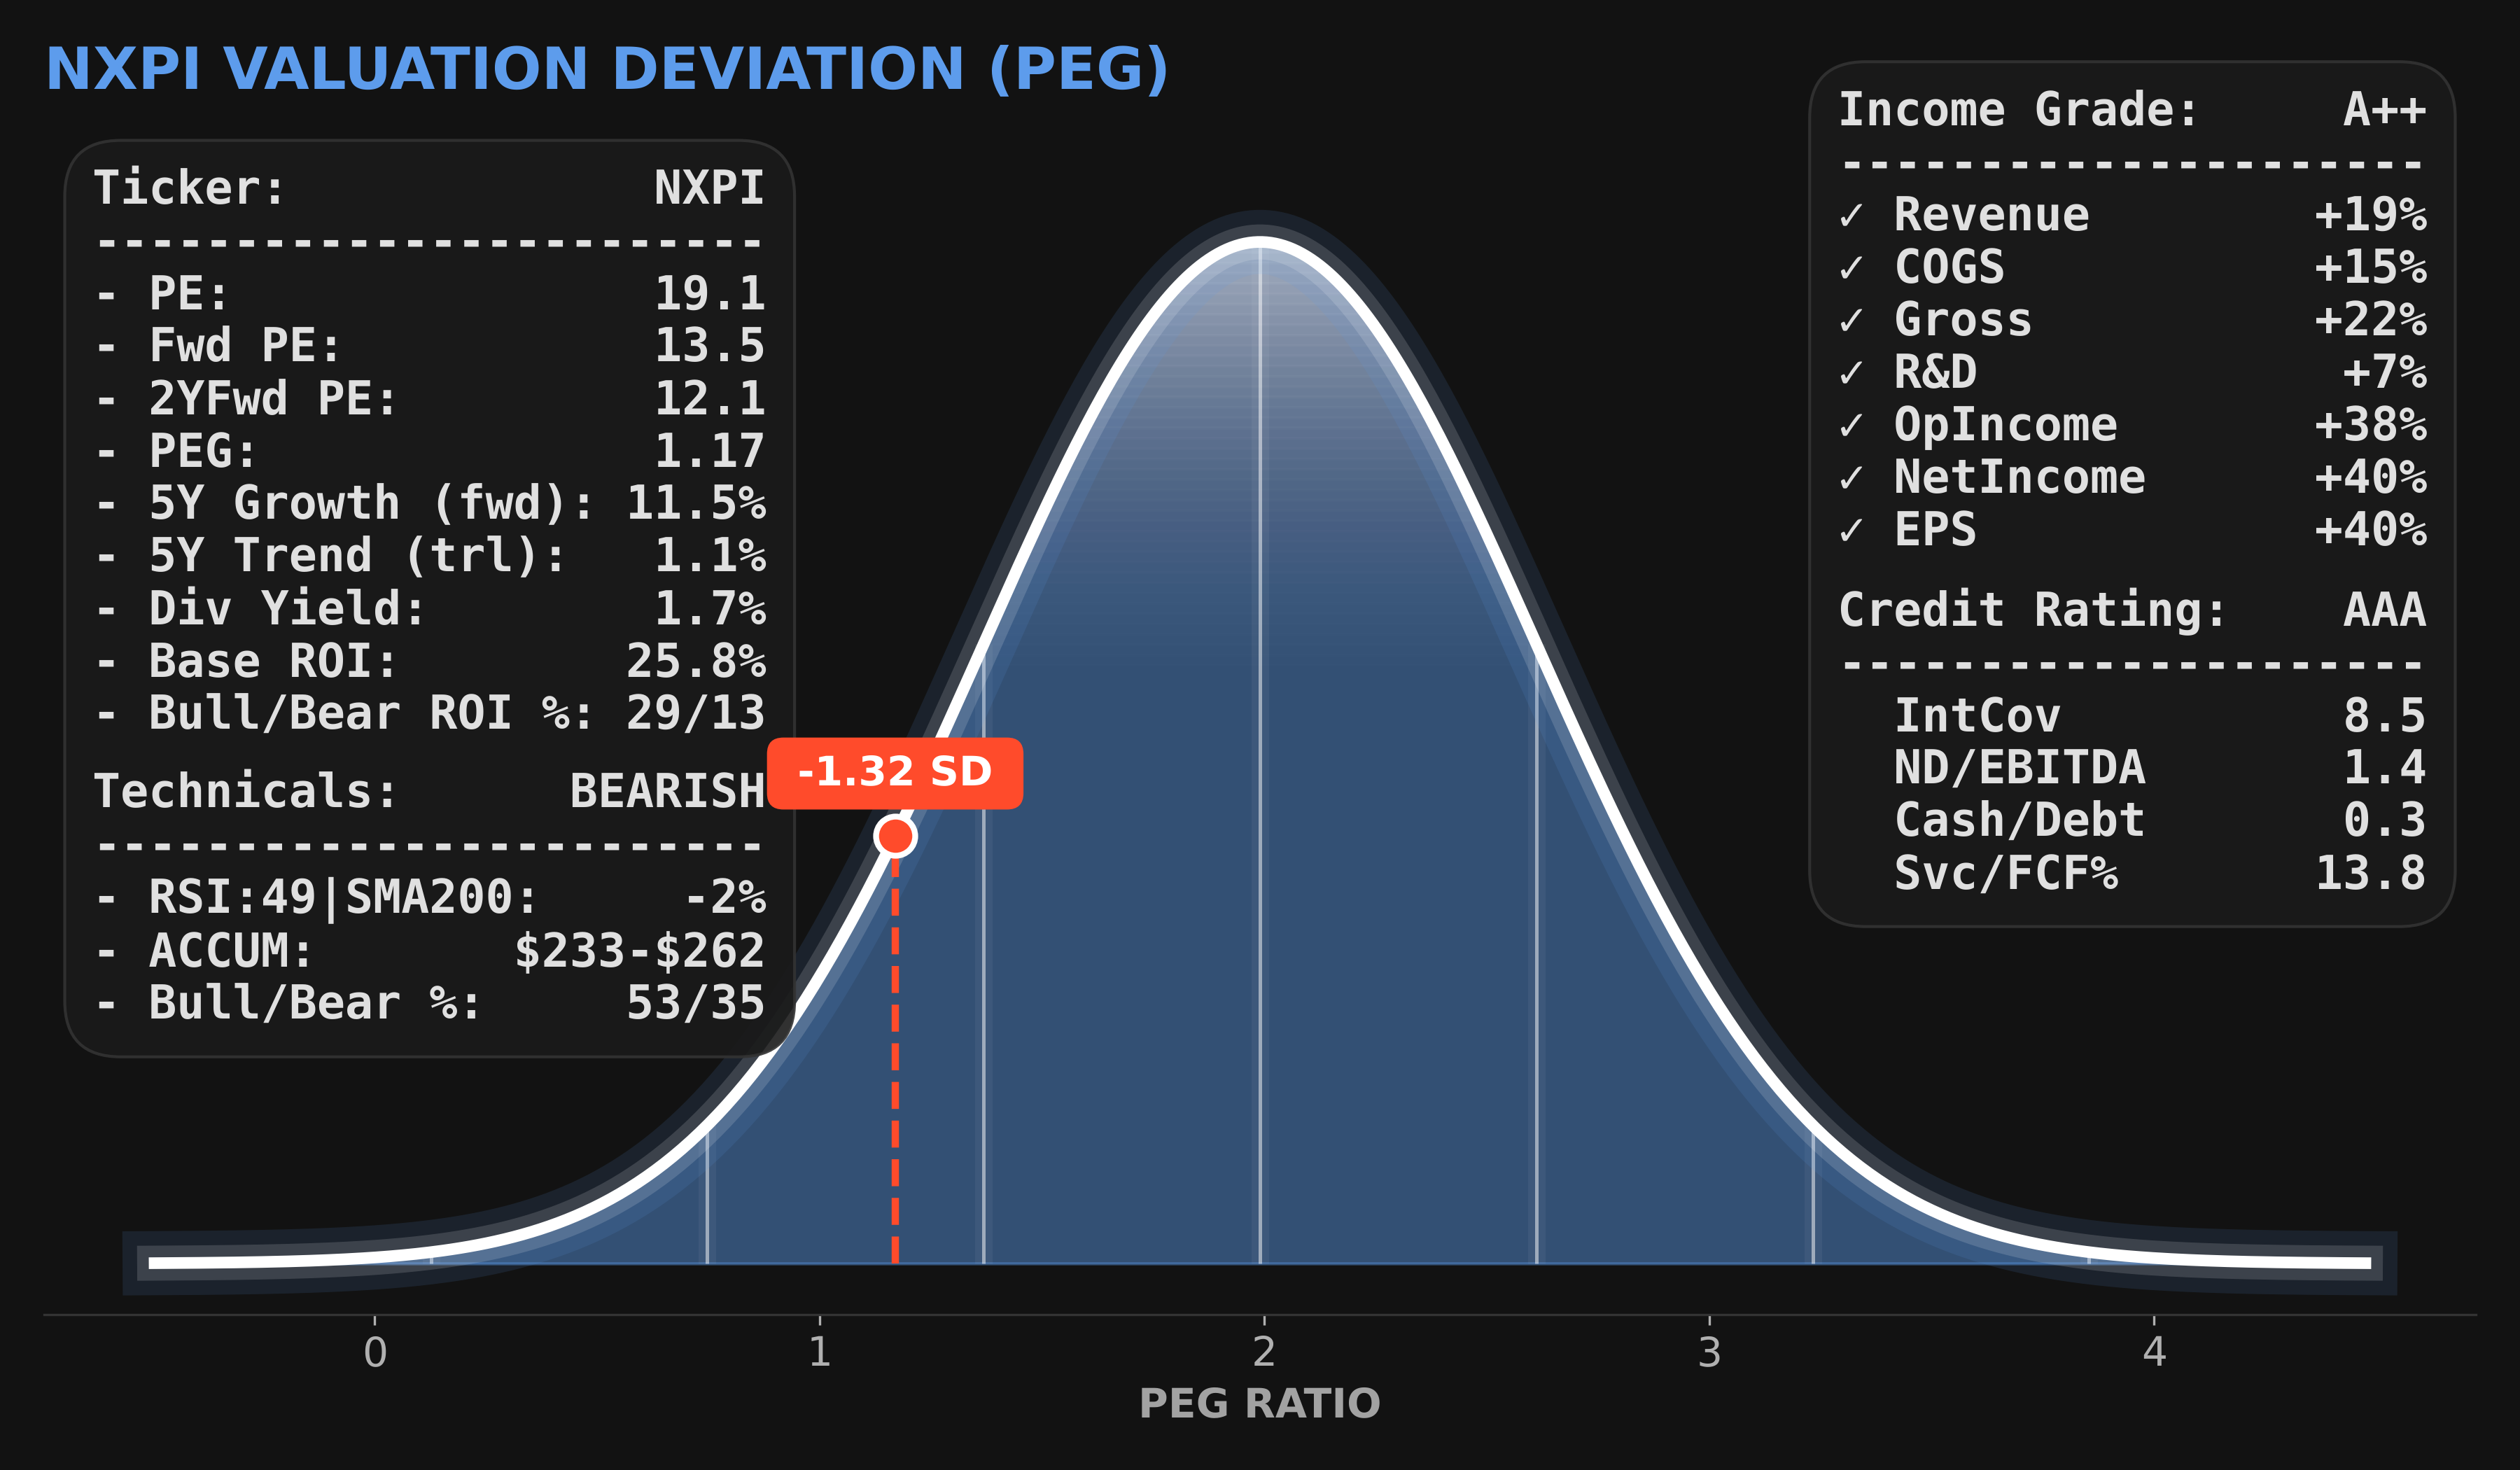 NXPI VALUATION DEVIATION (PEG)
Ticker: NXPI
--------------------------
- PE: 19.1
- Fwd PE: 13.5
- 2YFwd PE: 12.1
- PEG: 1.17
- 5Y Growth (fwd): 11.5%
- 5Y Trend (trl): 1.1%
- Div Yield: 1.7%
- Base ROI: 25.8%
- Bull/Bear ROI %: 29/13
Technicals: BEARISH
------------------------
- RSI:49|SMA200: -2%
- ACCUM: $233-$262
- Bull/Bear %: 53/35
-1.32 SD
Income Grade: A++
---------------------
✓ Revenue +19%
✓ COGS +15%
✓ Gross +22%
✓ R&D +7%
✓ OpIncome +38%
✓ NetIncome +40%
✓ EPS +40%
Credit Rating: AAA
---------------------
IntCov 8.5
ND/EBITDA 1.4
Cash/Debt 0.3
Svc/FCF% 13.8
0 1 2 3 4
PEG RATIO